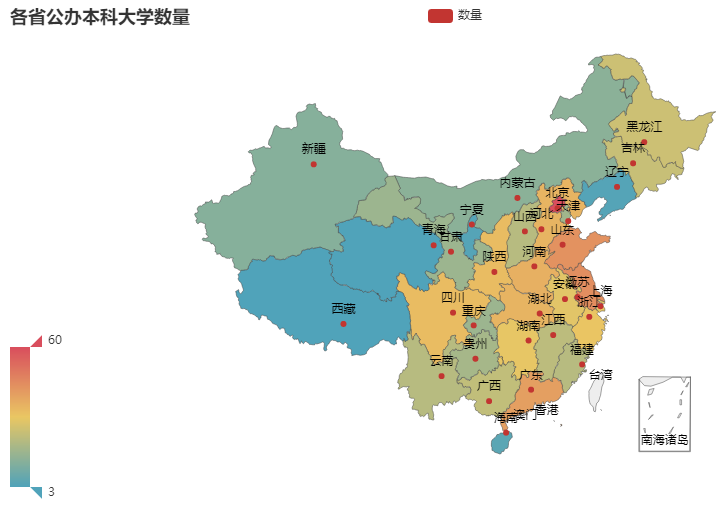 各省公办本科大学数量
数量
黑龙江
吉林
新疆
辽宁
内蒙古
北京
天津
宁夏
山西
河北
青海
甘肃
山东
陕西
河南
安徽
江苏
上海
四川
湖北
浙江
西藏
重庆
湖南
江西
贵州
福建
云南
广东
台湾
广西
香港
海南
澳门
南海诸岛
60
3